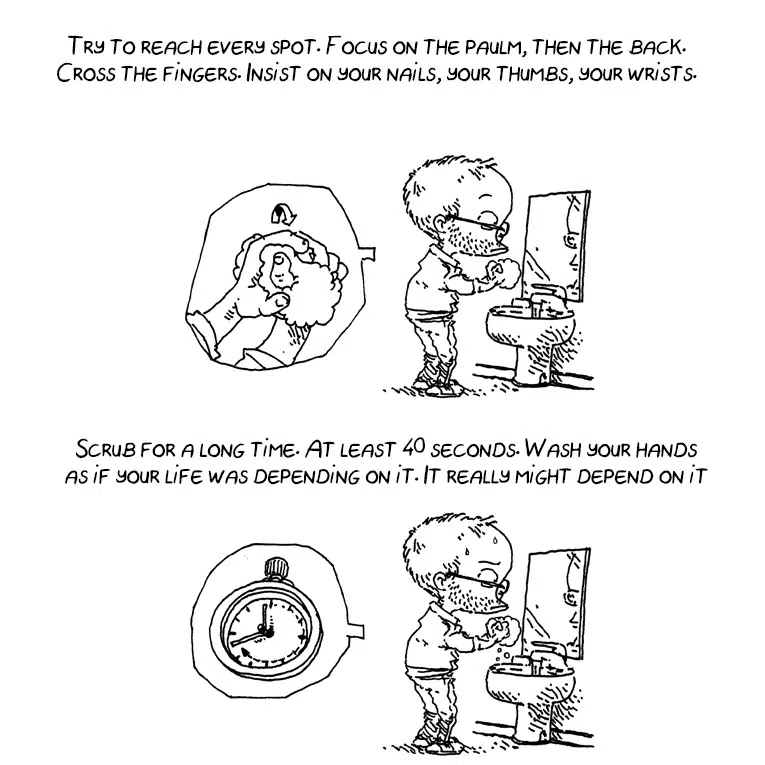 Try to reach every spot. Focus on the paulm, then the back.
Cross the fingers. Insist on your nails, your thumbs, your wrists.
Scrub for a long time. At least 40 seconds. Wash your hands
as if your life was depending on it. It really might depend on it